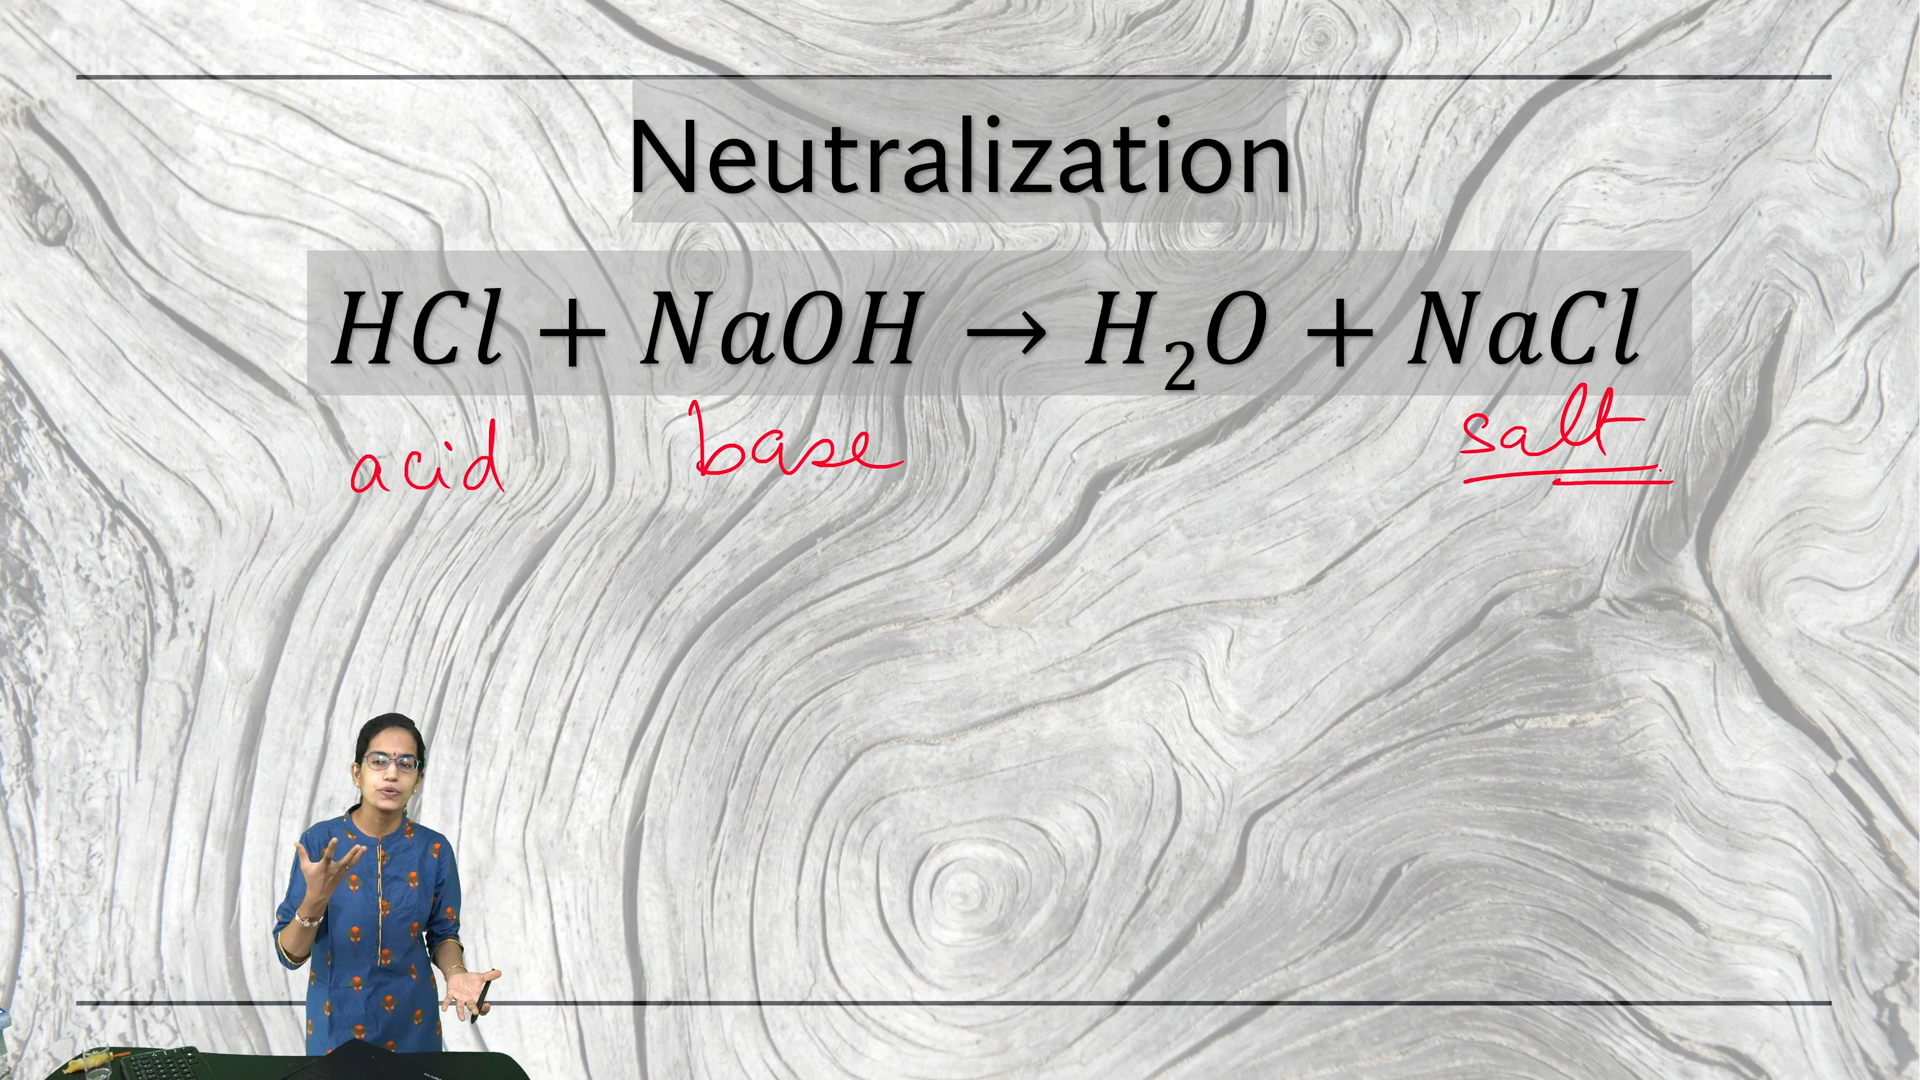 Neutralization
HCl + NaOH → H₂O + NaCl
acid base salt